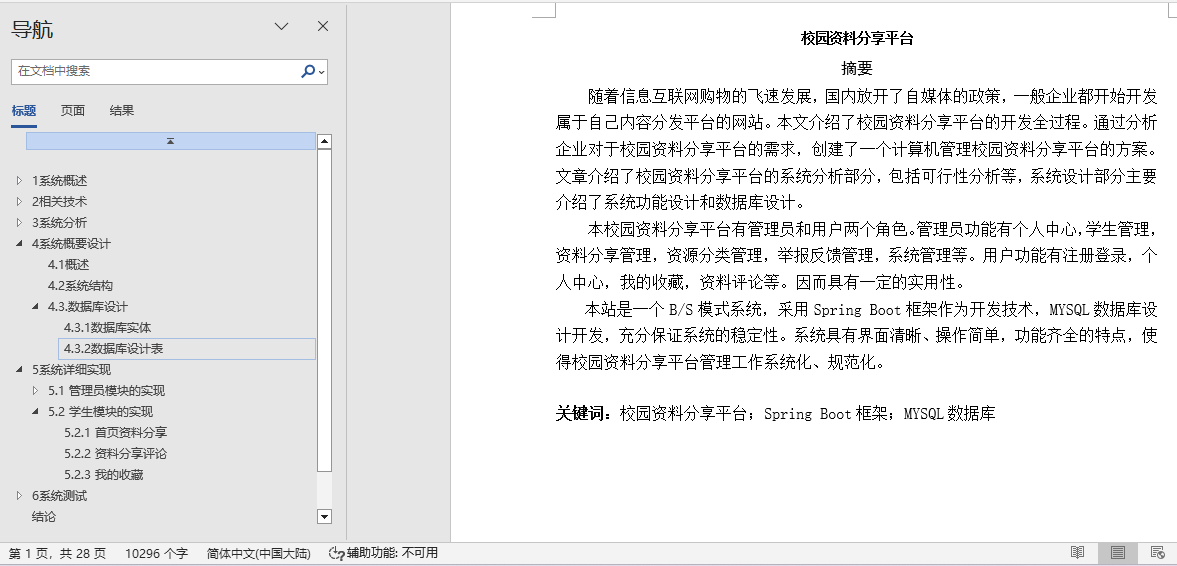 导航
在文档中搜索
标题 页面 结果
1系统概述
2相关技术
3系统分析
4系统概要设计
4.1概述
4.2系统结构
4.3.数据库设计
4.3.1数据库实体
4.3.2数据库设计表
5系统详细实现
5.1 管理员模块的实现
5.2 学生模块的实现
5.2.1 首页资料分享
5.2.2 资料分享评论
5.2.3 我的收藏
6系统测试
结论
校园资料分享平台
摘要
随着信息互联网购物的飞速发展，国内放开了自媒体的政策，一般企业都开始开发
属于自己内容分发平台的网站。本文介绍了校园资料分享平台的开发全过程。通过分析
企业对于校园资料分享平台的需求，创建了一个计算机管理校园资料分享平台的方案。
文章介绍了校园资料分享平台的系统分析部分，包括可行性分析等，系统设计部分主要
介绍了系统功能设计和数据库设计。
本校园资料分享平台有管理员和用户两个角色。管理员功能有个人中心，学生管理，
资料分享管理，资源分类管理，举报反馈管理，系统管理等。用户功能有注册登录，个
人中心，我的收藏，资料评论等。因而具有一定的实用性。
本站是一个 B/S 模式系统，采用 Spring Boot 框架作为开发技术，MYSQL 数据库设
计开发，充分保证系统的稳定性。系统具有界面清晰、操作简单，功能齐全的特点，使
得校园资料分享平台管理工作系统化、规范化。
关键词：校园资料分享平台；Spring Boot 框架；MYSQL 数据库
第 1 页，共 28 页 10296 个字 简体中文(中国大陆) 辅助功能: 不可用